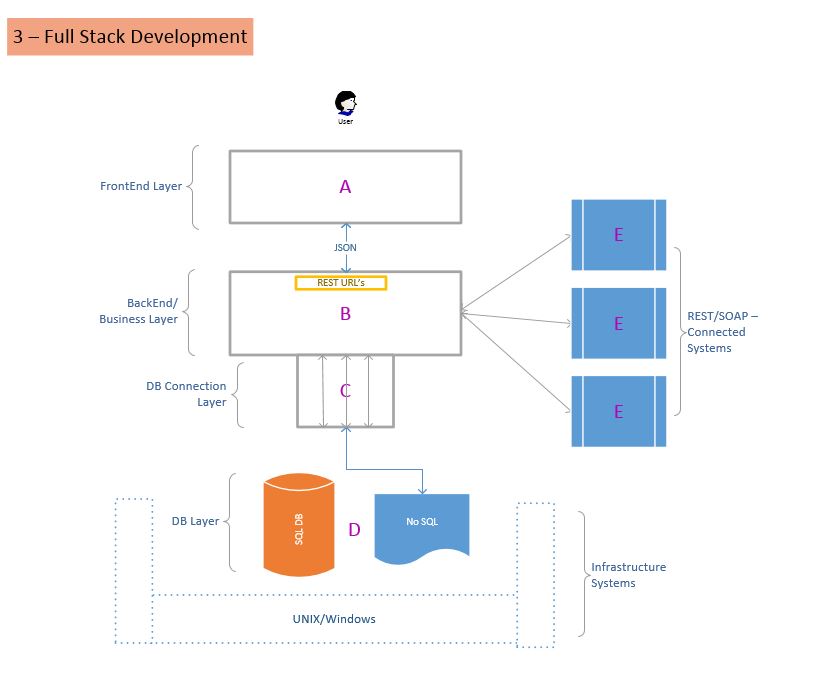 3 – Full Stack Development
User
FrontEnd Layer
A
JSON
REST URL's
BackEnd/
Business Layer
B
E
E
E
REST/SOAP –
Connected
Systems
DB Connection
Layer
C
DB Layer
SQL DB
D
No SQL
Infrastructure
Systems
UNIX/Windows